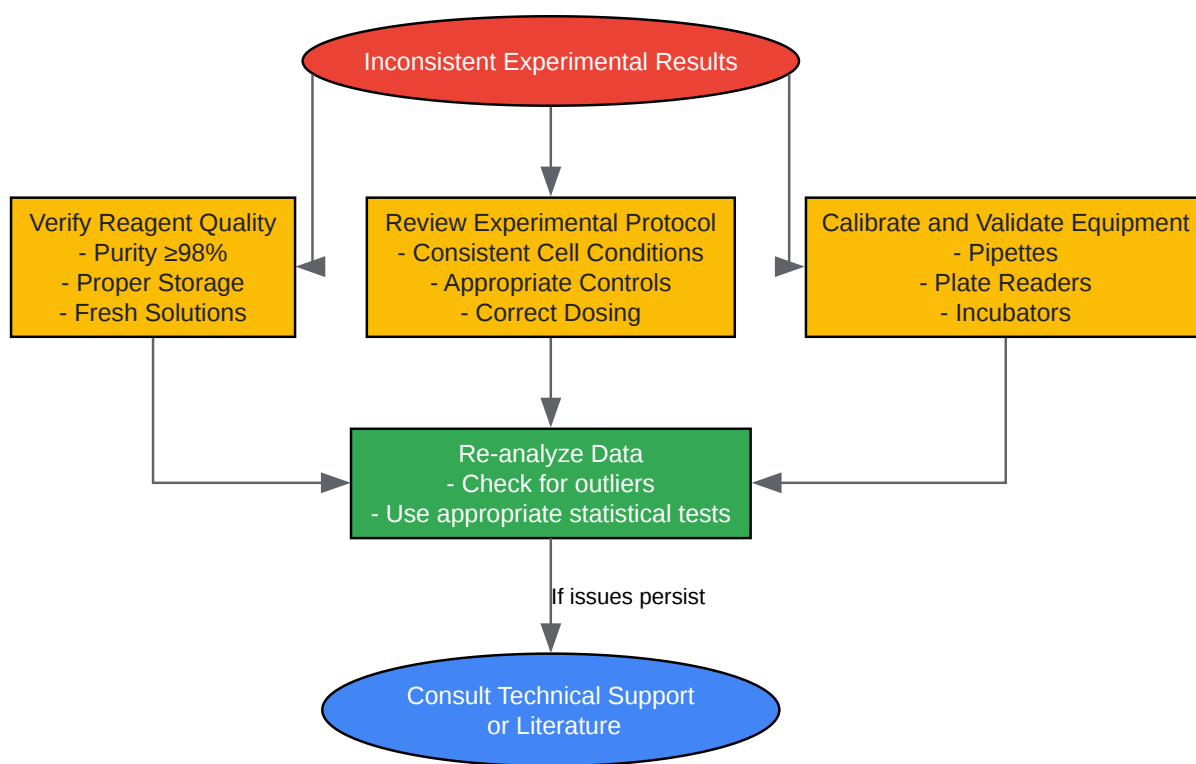 Inconsistent Experimental Results
Verify Reagent Quality
- Purity ≥98%
- Proper Storage
- Fresh Solutions
Review Experimental Protocol
- Consistent Cell Conditions
- Appropriate Controls
- Correct Dosing
Calibrate and Validate Equipment
- Pipettes
- Plate Readers
- Incubators
Re-analyze Data
- Check for outliers
- Use appropriate statistical tests
If issues persist
Consult Technical Support
or Literature